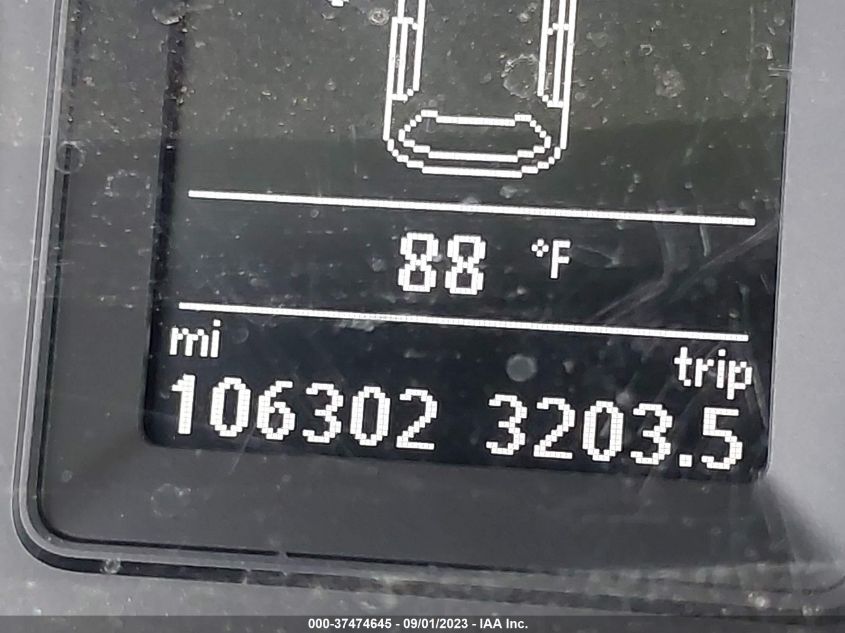 88 °F
mi trip
106302 3203.5
000-37474645 - 09/01/2023 - IAA Inc.